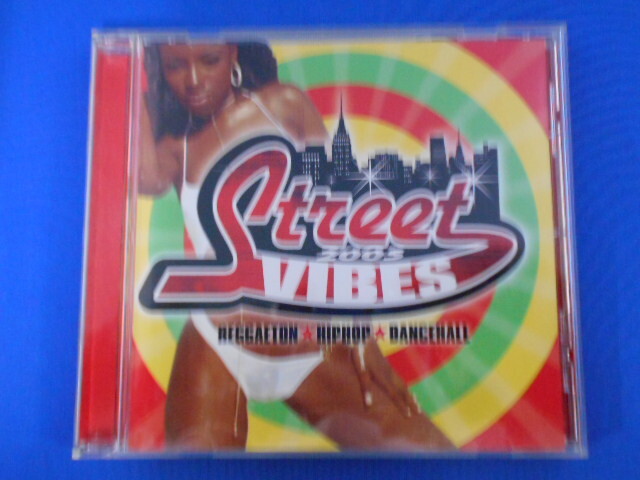 Street
2005
VIBES
REGGAETON ★ HIPHOP ★ DANCEHALL